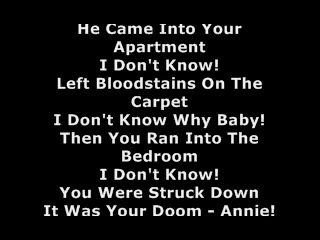 He Came Into Your
Apartment
I Don't Know!
Left Bloodstains On The
Carpet
I Don't Know Why Baby!
Then You Ran Into The
Bedroom
I Don't Know!
You Were Struck Down
It Was Your Doom - Annie!